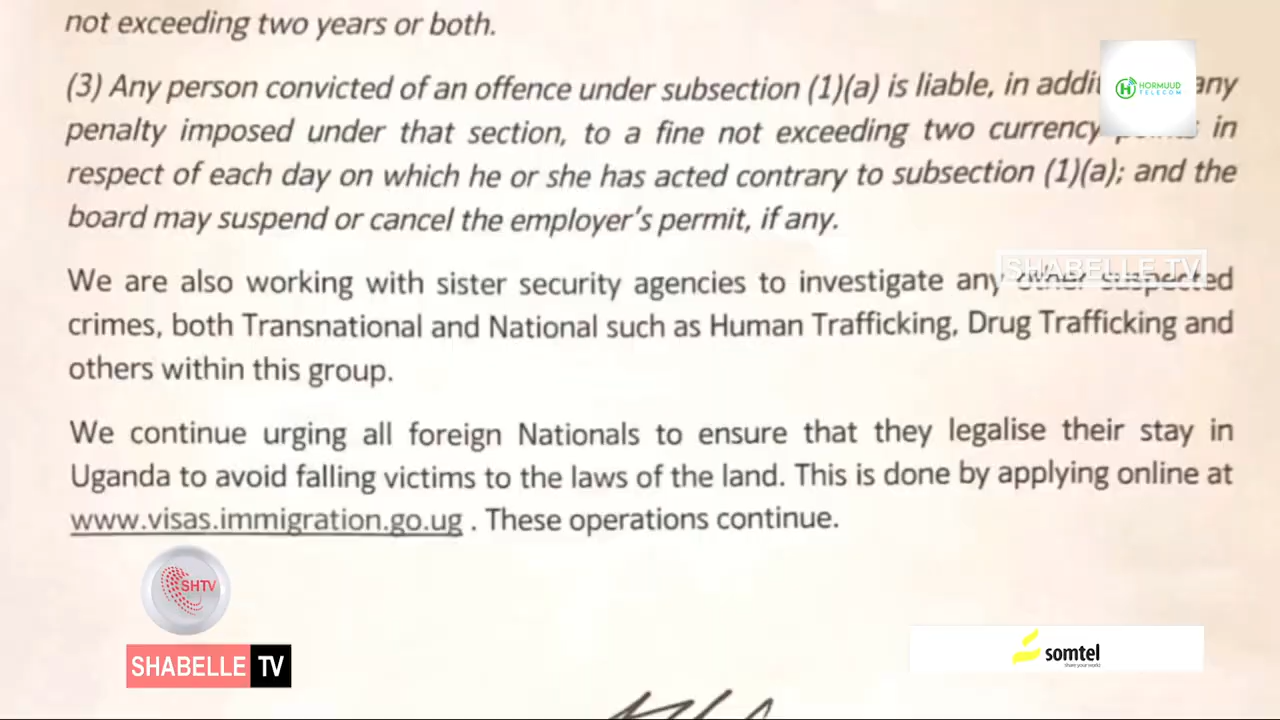 not exceeding two years or both.
(3) Any person convicted of an offence under subsection (1)(a) is liable, in addit any
penalty imposed under that section, to a fine not exceeding two currency in
respect of each day on which he or she has acted contrary to subsection (1)(a); and the
board may suspend or cancel the employer's permit, if any.
We are also working with sister security agencies to investigate any other suspected
crimes, both Transnational and National such as Human Trafficking, Drug Trafficking and
others within this group.
We continue urging all foreign Nationals to ensure that they legalise their stay in
Uganda to avoid falling victims to the laws of the land. This is done by applying online at
www.visas.immigration.go.ug . These operations continue.
HORMUUD
TELECOM
SHABELLE TV
SHTV
SHABELLE TV
somtel